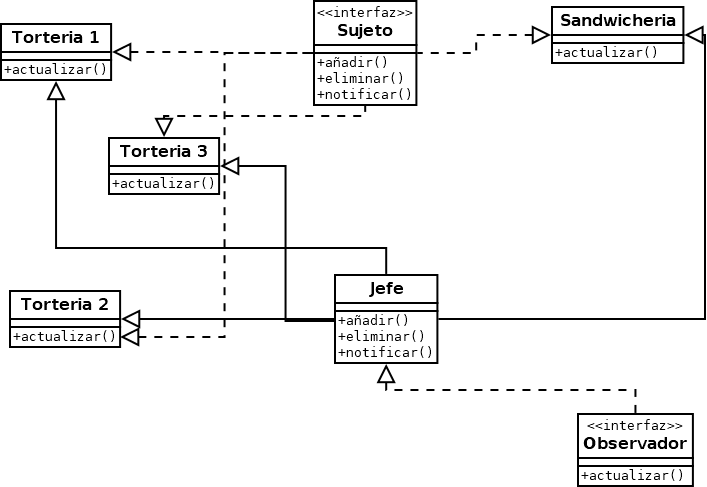 Torteria 1
+actualizar()
<<interfaz>>
Sujeto
+añadir()
+eliminar()
+notificar()
Sandwicheria
+actualizar()
Torteria 3
+actualizar()
Torteria 2
+actualizar()
Jefe
+añadir()
+eliminar()
+notificar()
<<interfaz>>
Observador
+actualizar()